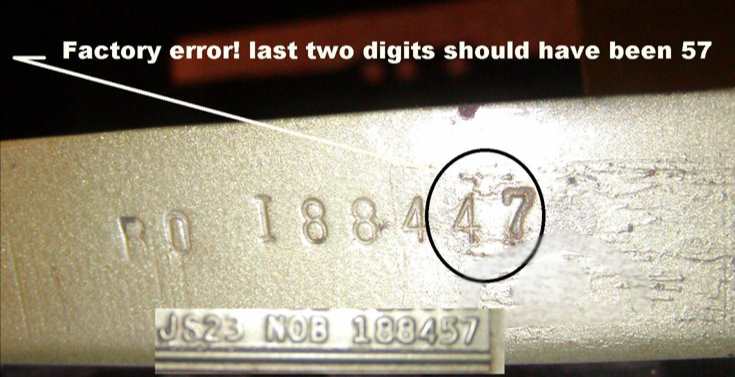 Factory error! last two digits should have been 57
R0 188447
JS23 N0B 188457